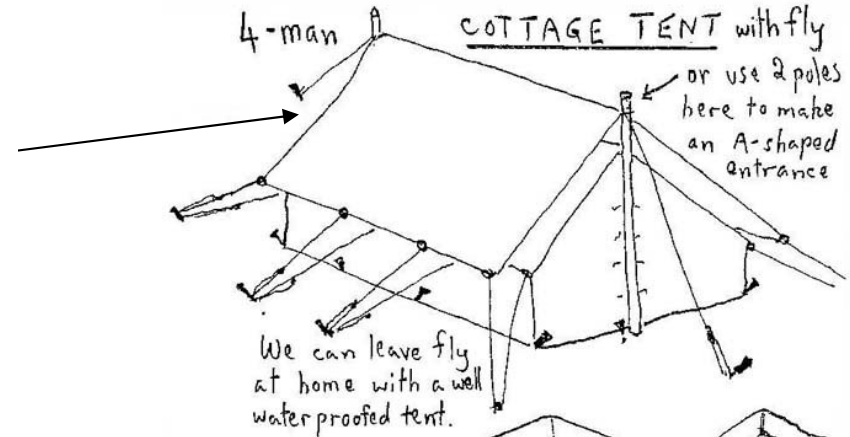 4-man
COTTAGE TENT with fly
or use 2 poles
here to make
an A-shaped
entrance
We can leave fly
at home with a well
waterproofed tent.